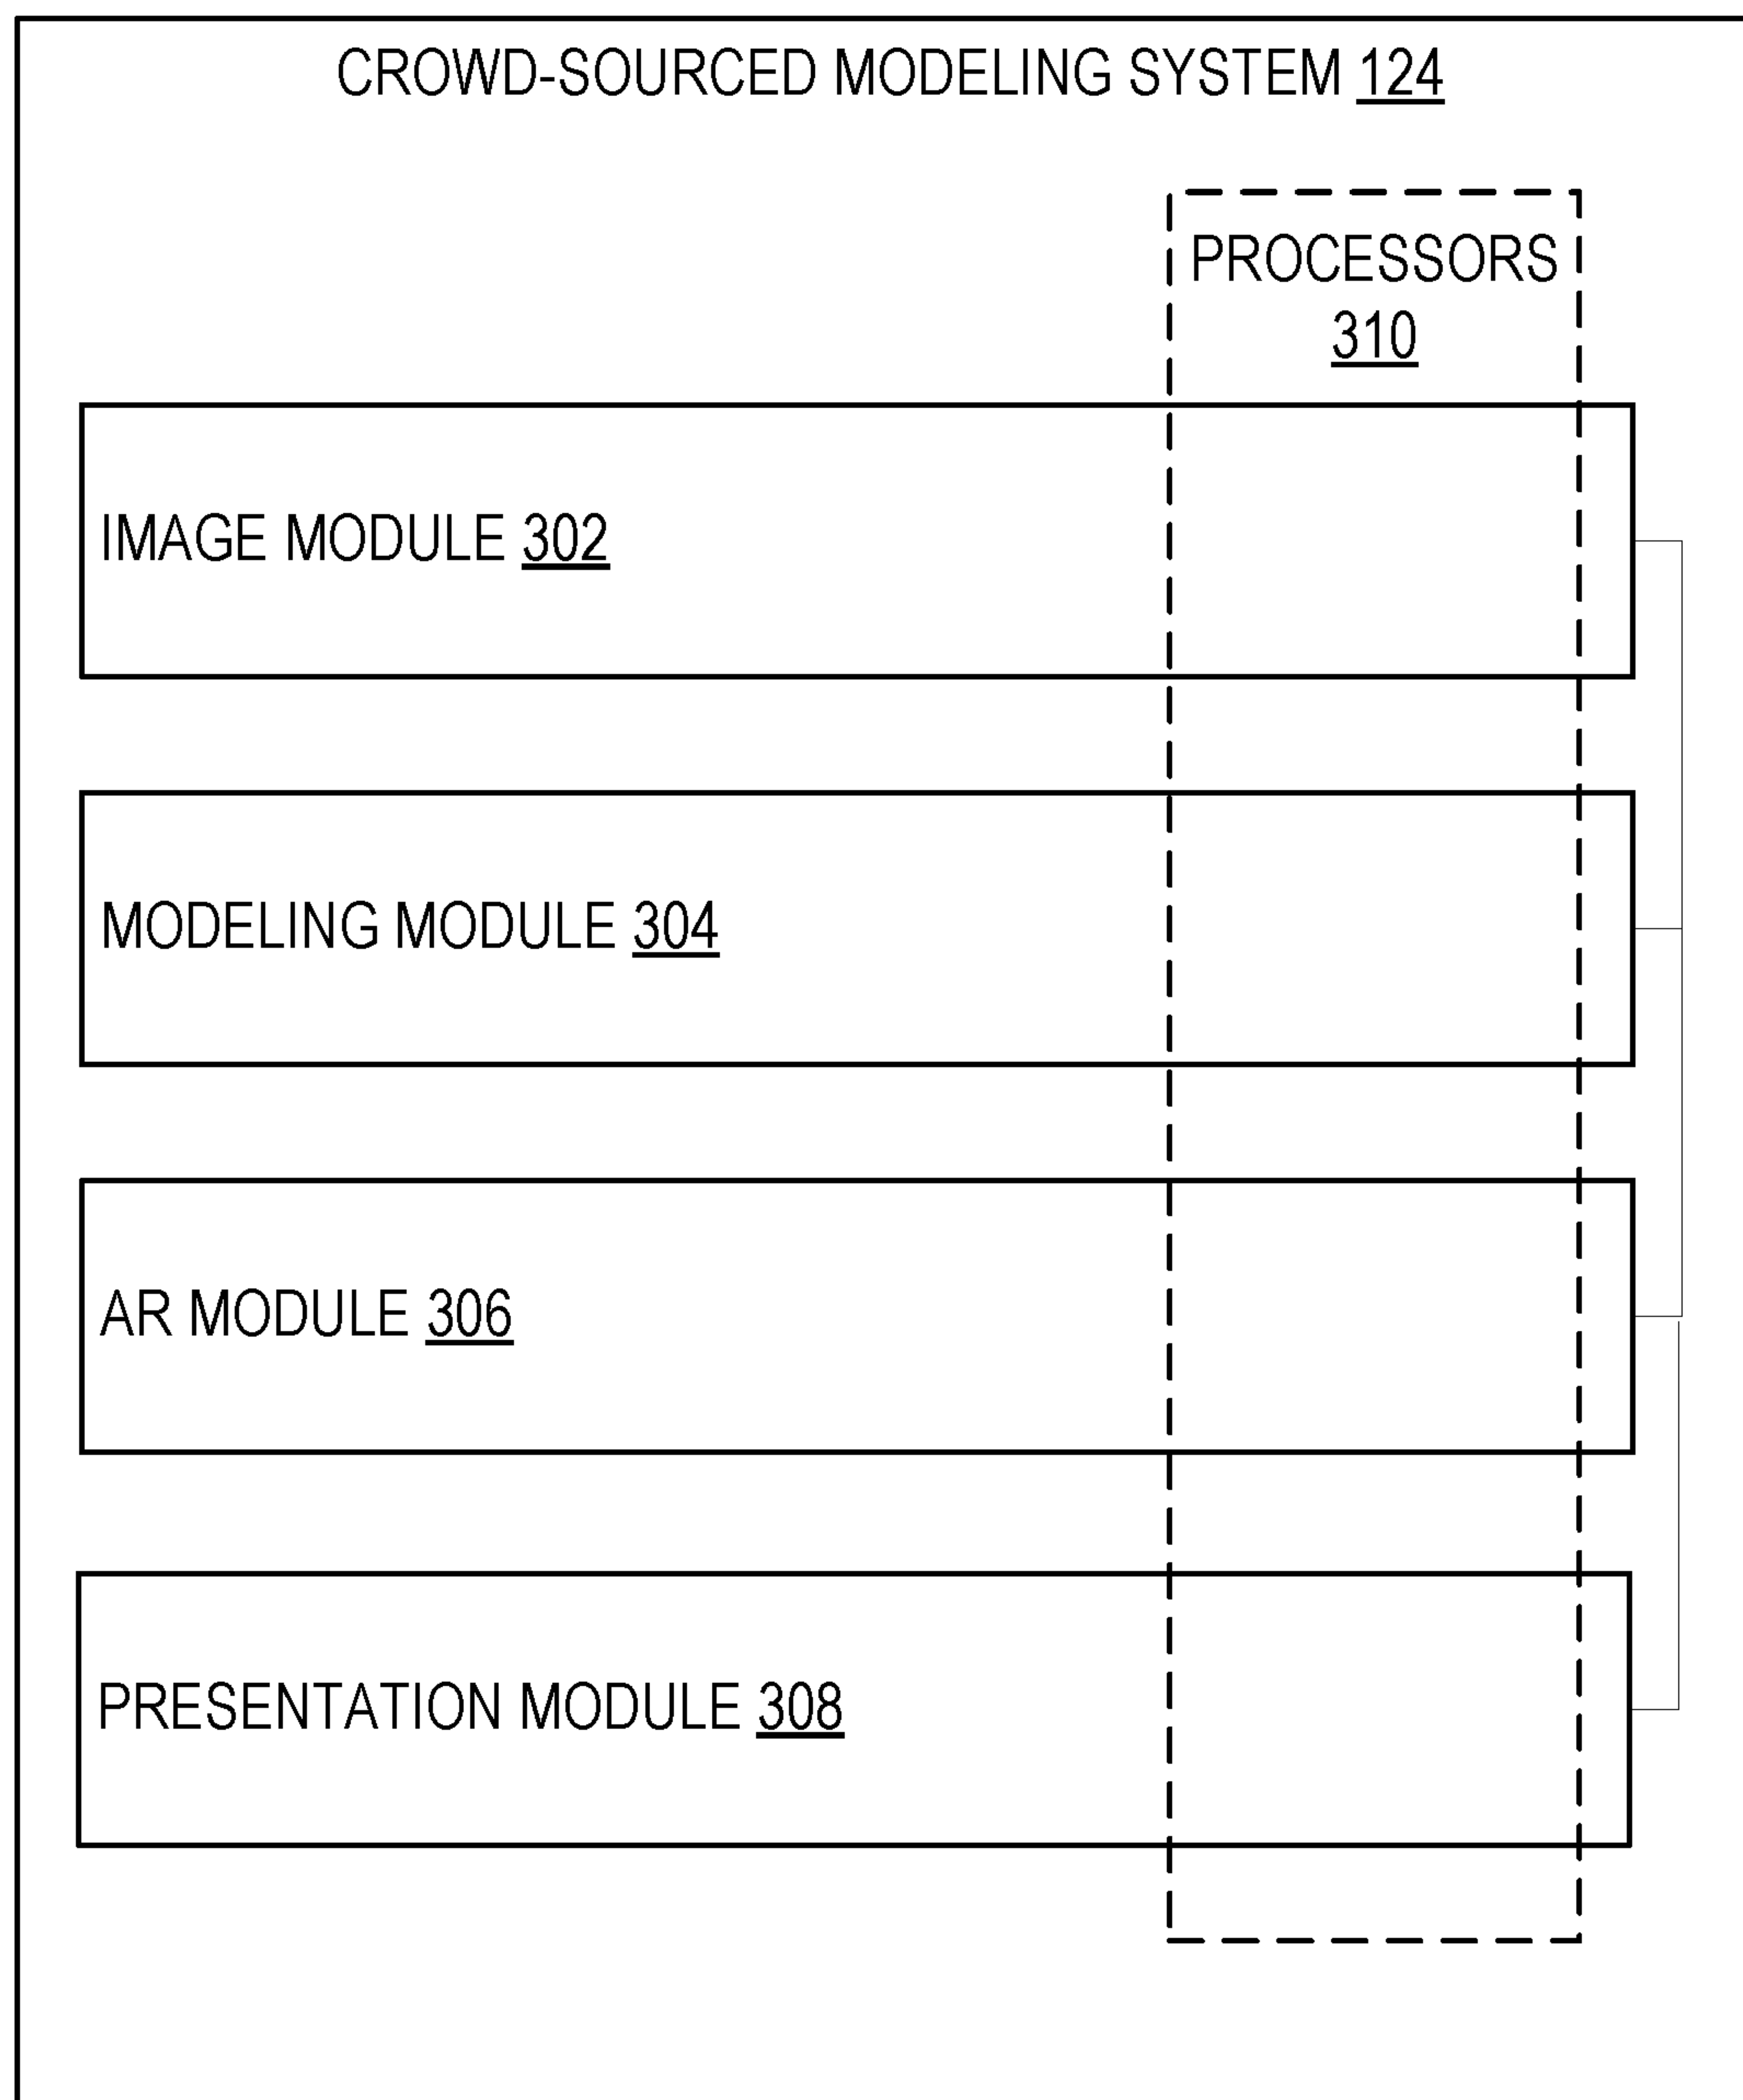 CROWD-SOURCED MODELING SYSTEM 124
PROCESSORS
310
IMAGE MODULE 302
MODELING MODULE 304
AR MODULE 306
PRESENTATION MODULE 308